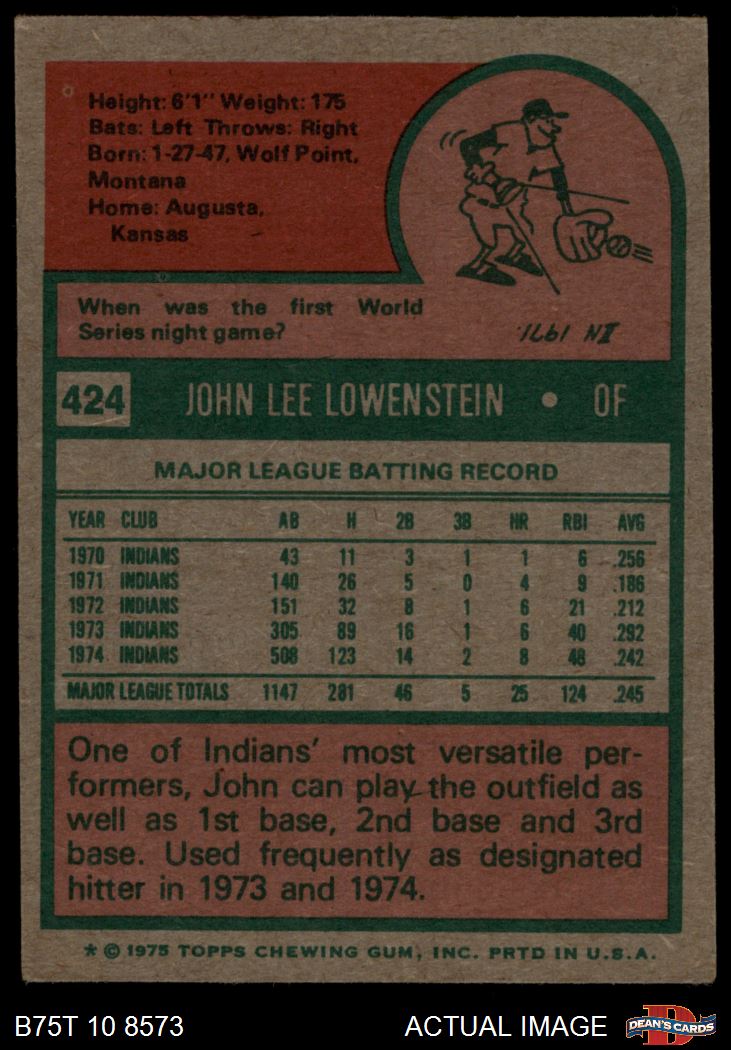 Height: 6'1" Weight: 175
Bats: Left Throws: Right
Born: 1-27-47, Wolf Point,
Montana
Home: Augusta,
Kansas
When was the first World
Series night game?
IN 1971.
424 JOHN LEE LOWENSTEIN • OF
MAJOR LEAGUE BATTING RECORD
YEAR CLUB AB H 2B 3B HR RBI AVG
1970 INDIANS 43 11 3 1 1 6 .256
1971 INDIANS 140 26 5 0 4 9 .186
1972 INDIANS 151 32 8 1 6 21 .212
1973 INDIANS 305 89 16 1 6 40 .292
1974 INDIANS 508 123 14 2 8 48 .242
MAJOR LEAGUE TOTALS 1147 281 46 5 25 124 .245
One of Indians' most versatile per-
formers, John can play the outfield as
well as 1st base, 2nd base and 3rd
base. Used frequently as designated
hitter in 1973 and 1974.
* © 1975 TOPPS CHEWING GUM, INC. PRTD IN U.S.A.
B75T 10 8573 ACTUAL IMAGE D DEAN'S CARDS